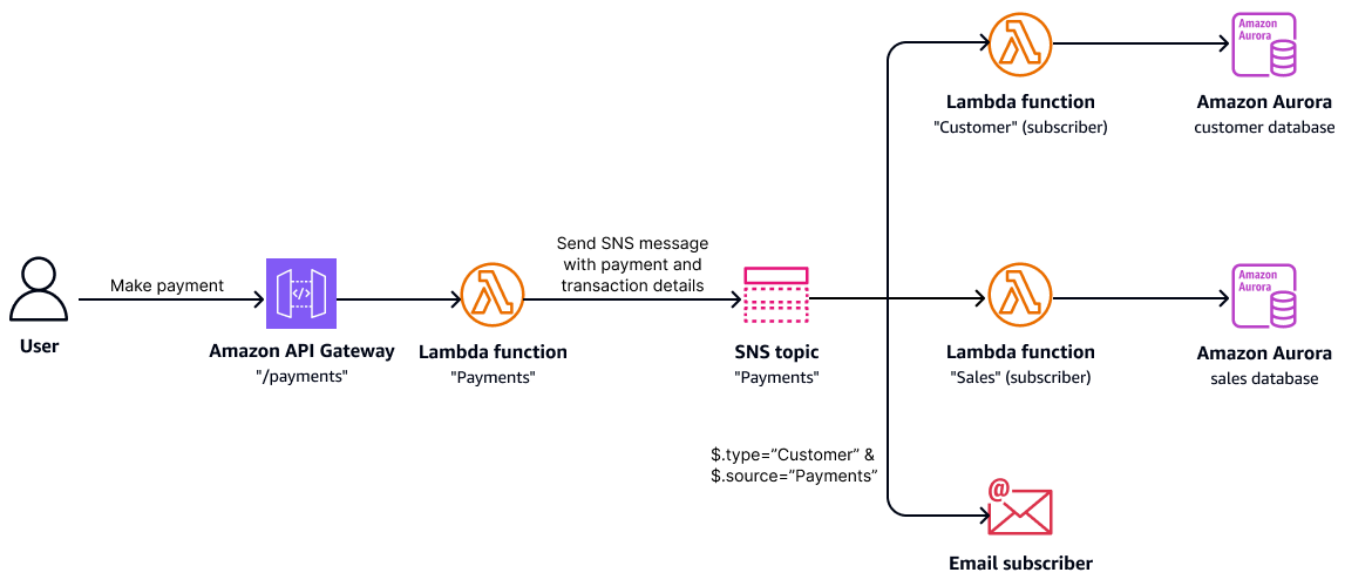 Amazon
Aurora
Lambda function
"Customer" (subscriber)
Amazon Aurora
customer database
Make payment
User
Amazon API Gateway
"/payments"
Lambda function
"Payments"
Send SNS message
with payment and
transaction details
SNS topic
"Payments"
Amazon
Aurora
Lambda function
"Sales" (subscriber)
Amazon Aurora
sales database
$.type=”Customer” &
$.source=”Payments”
@
Email subscriber